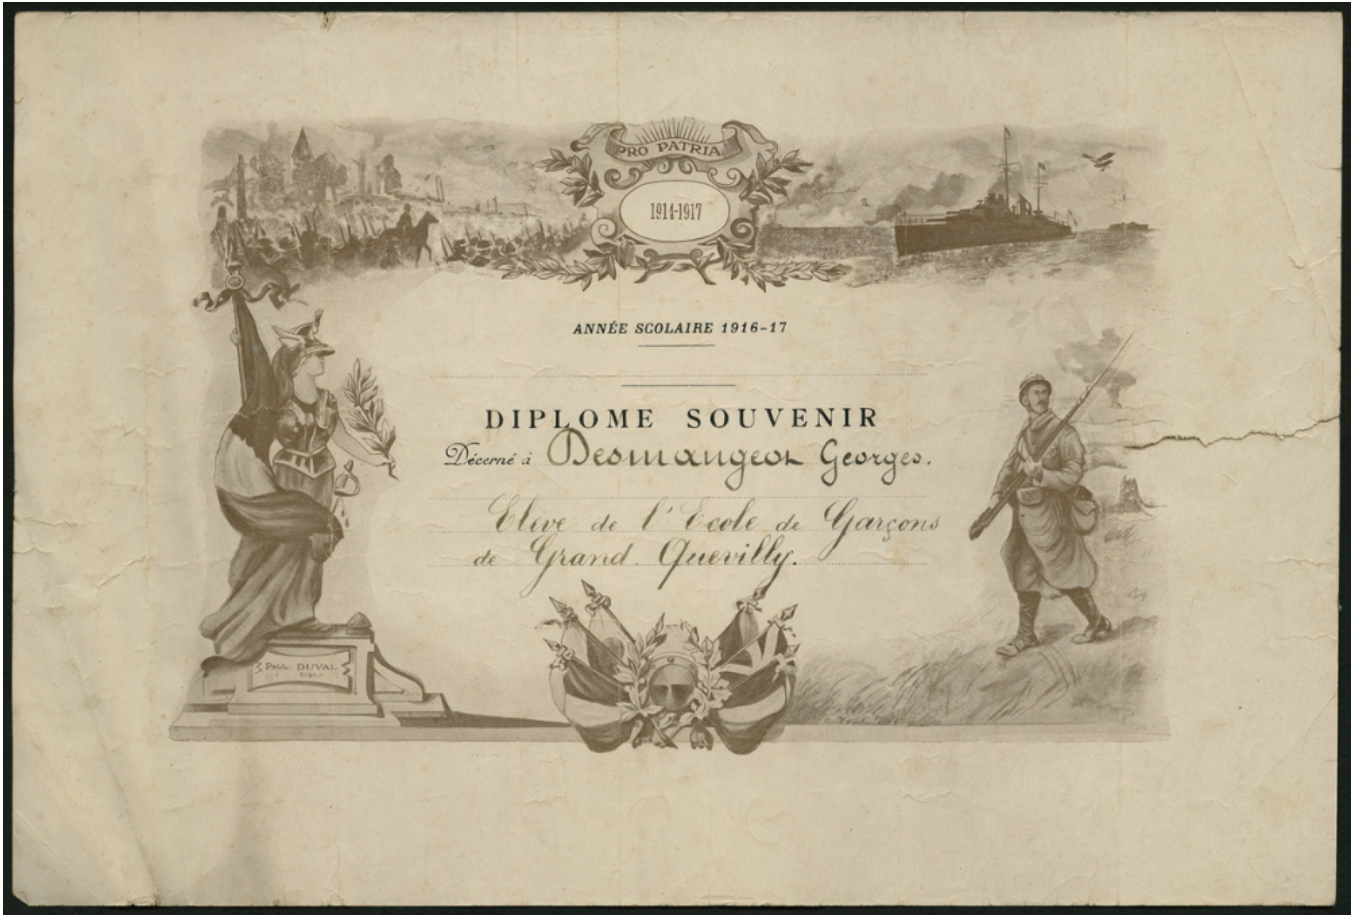 PRO PATRIA
1914-1917
ANNÉE SCOLAIRE 1916-17
DIPLOME SOUVENIR
Décerné à Desmangeot Georges.
Elève de l'Ecole de Garçons
de Grand Quevilly.
PAUL DUVAL